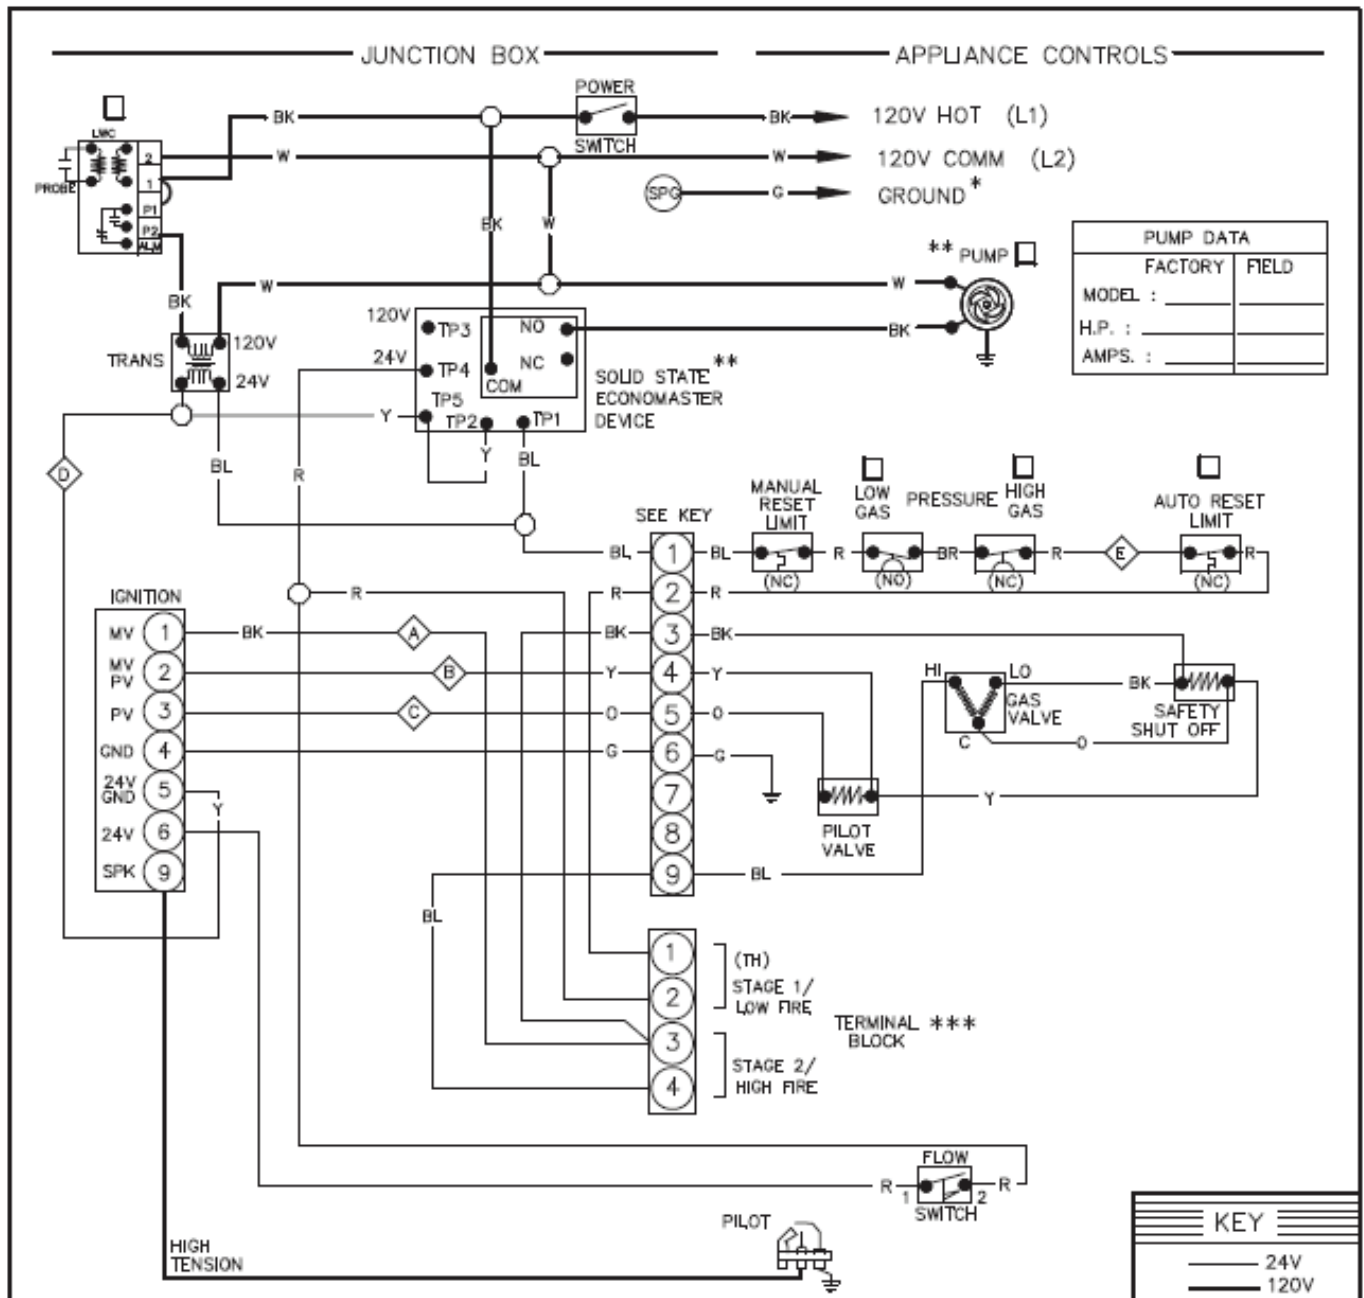 JUNCTION BOX
APPLIANCE CONTROLS
POWER
BK
BK
120V HOT (L1)
SWITCH
LWC
2
W
W
120V COMM (L2)
PROBE
1
SPG
G
GROUND *
P1
P2
ALM
BK
W
PUMP DATA
FACTORY FIELD
MODEL :
H.P. :
AMPS. :
** PUMP
BK
W
W
120V
TP3
NO
BK
TRANS
120V
24V
24V
TP4
NC
COM
SOLID STATE **
ECONOMASTER
DEVICE
Y
TP5
TP2
TP1
D
BL
R
Y
BL
SEE KEY
MANUAL
RESET
LIMIT
LOW
GAS
PRESSURE
HIGH
GAS
AUTO RESET
LIMIT
BL
1
BL
R
BR
R
E
R
(NC)
(NO)
(NC)
(NC)
IGNITION
R
R
2
R
MV
1
BK
A
BK
3
BK
MV
PV
2
B
Y
4
Y
HI
LO
GAS
VALVE
C
BK
SAFETY
SHUT OFF
O
PV
3
C
O
5
O
GND
4
G
6
G
24V
GND
5
Y
7
Y
PILOT
VALVE
24V
6
8
SPK
9
9
BL
BL
1
(TH)
STAGE 1/
LOW FIRE
2
3
TERMINAL ***
BLOCK
STAGE 2/
HIGH FIRE
4
FLOW
R
1
2
R
SWITCH
PILOT
HIGH
TENSION
KEY
24V
120V